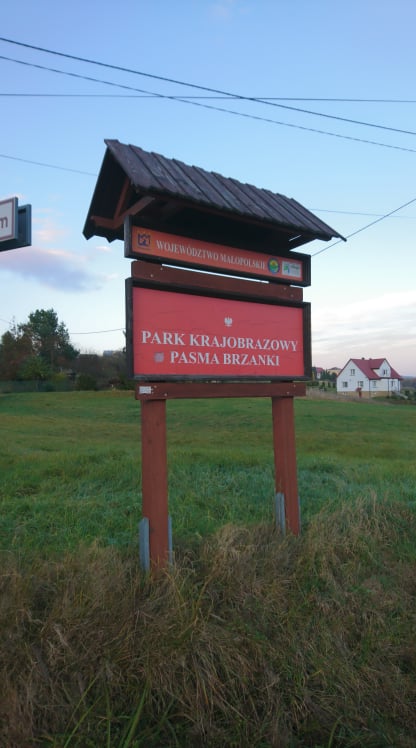 WOJEWÓDZTWO MAŁOPOLSKIE
PARK KRAJOBRAZOWY
PASMA BRZANKI
m